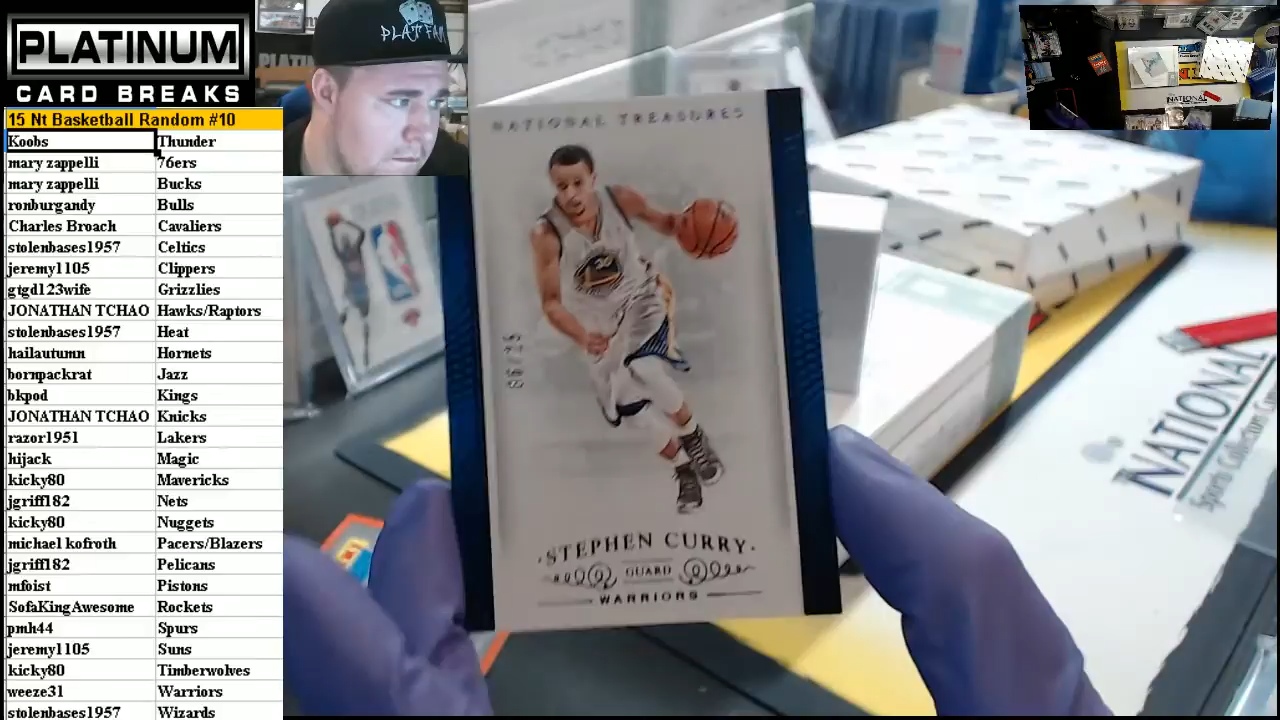 PLATINUM
CARD BREAKS
15 Nt Basketball Random #10
Koobs Thunder
mary zappelli 76ers
mary zappelli Bucks
ronburgandy Bulls
Charles Broach Cavaliers
stolenbases1957 Celtics
jeremy1105 Clippers
gtgd123wife Grizzlies
JONATHAN TCHAO Hawks/Raptors
stolenbases1957 Heat
hailautumn Hornets
bornpackrat Jazz
bkpod Kings
JONATHAN TCHAO Knicks
razor1951 Lakers
hijack Magic
kicky80 Mavericks
jgriff182 Nets
kicky80 Nuggets
michael kofroth Pacers/Blazers
jgriff182 Pelicans
mfoist Pistons
SofaKingAwesome Rockets
pmh44 Spurs
jeremy1105 Suns
kicky80 Timberwolves
weeze31 Warriors
stolenbases1957 Wizards
NATIONAL TREASURES
30
STEPHEN CURRY
GUARD
WARRIORS
NATIONAL
Sports Collectors
NATIONAL